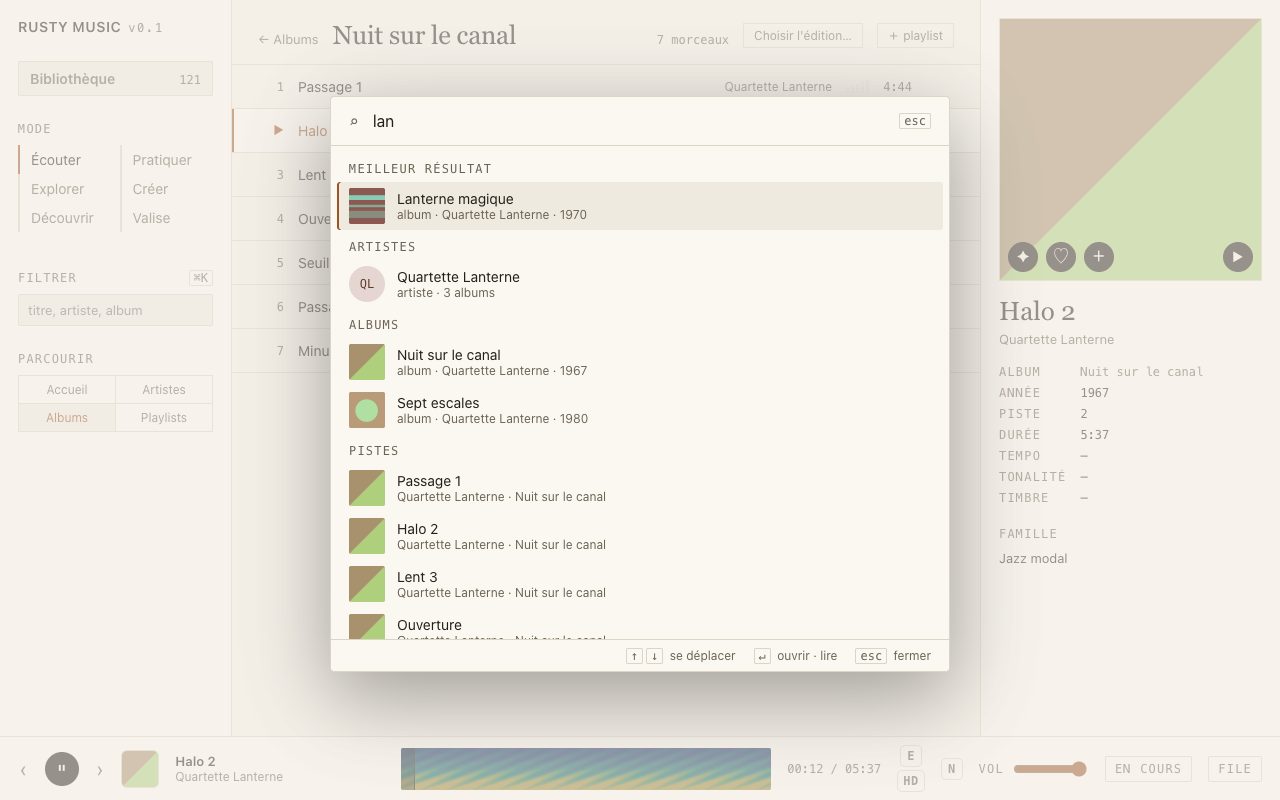 RUSTY MUSIC v0.1
Bibliothèque 121
MODE
Écouter Pratiquer
Explorer Créer
Découvrir Valise
FILTRER ⌘K
titre, artiste, album
PARCOURIR
Accueil Artistes
Albums Playlists
← Albums Nuit sur le canal 7 morceaux Choisir l'édition… + playlist
1 Passage 1 Quartette Lanterne 4:44
Halo
3 Lent
4 Ouve
5 Seuil
6 Passa
7 Minu
lan esc
MEILLEUR RÉSULTAT
Lanterne magique
album · Quartette Lanterne · 1970
ARTISTES
QL
Quartette Lanterne
artiste · 3 albums
ALBUMS
Nuit sur le canal
album · Quartette Lanterne · 1967
Sept escales
album · Quartette Lanterne · 1980
PISTES
Passage 1
Quartette Lanterne · Nuit sur le canal
Halo 2
Quartette Lanterne · Nuit sur le canal
Lent 3
Quartette Lanterne · Nuit sur le canal
Ouverture
Quartette Lanterne · Nuit sur le canal
↑ ↓ se déplacer ↵ ouvrir · lire esc fermer
Halo 2
Quartette Lanterne
ALBUM Nuit sur le canal
ANNÉE 1967
PISTE 2
DURÉE 5:37
TEMPO —
TONALITÉ —
TIMBRE —
FAMILLE
Jazz modal
Halo 2
Quartette Lanterne
00:12 / 05:37
E
HD
N
VOL
EN COURS
FILE